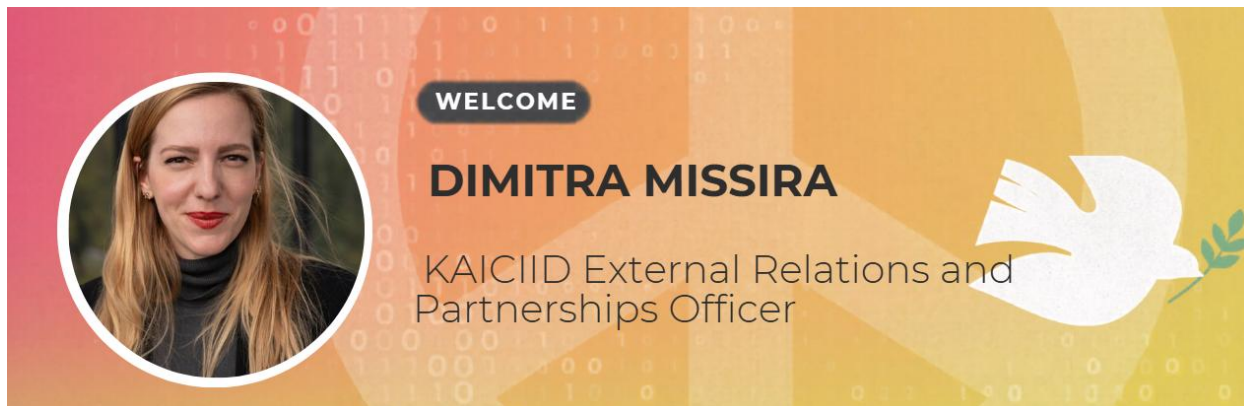 WELCOME
DIMITRA MISSIRA
KAICIID External Relations and
Partnerships Officer